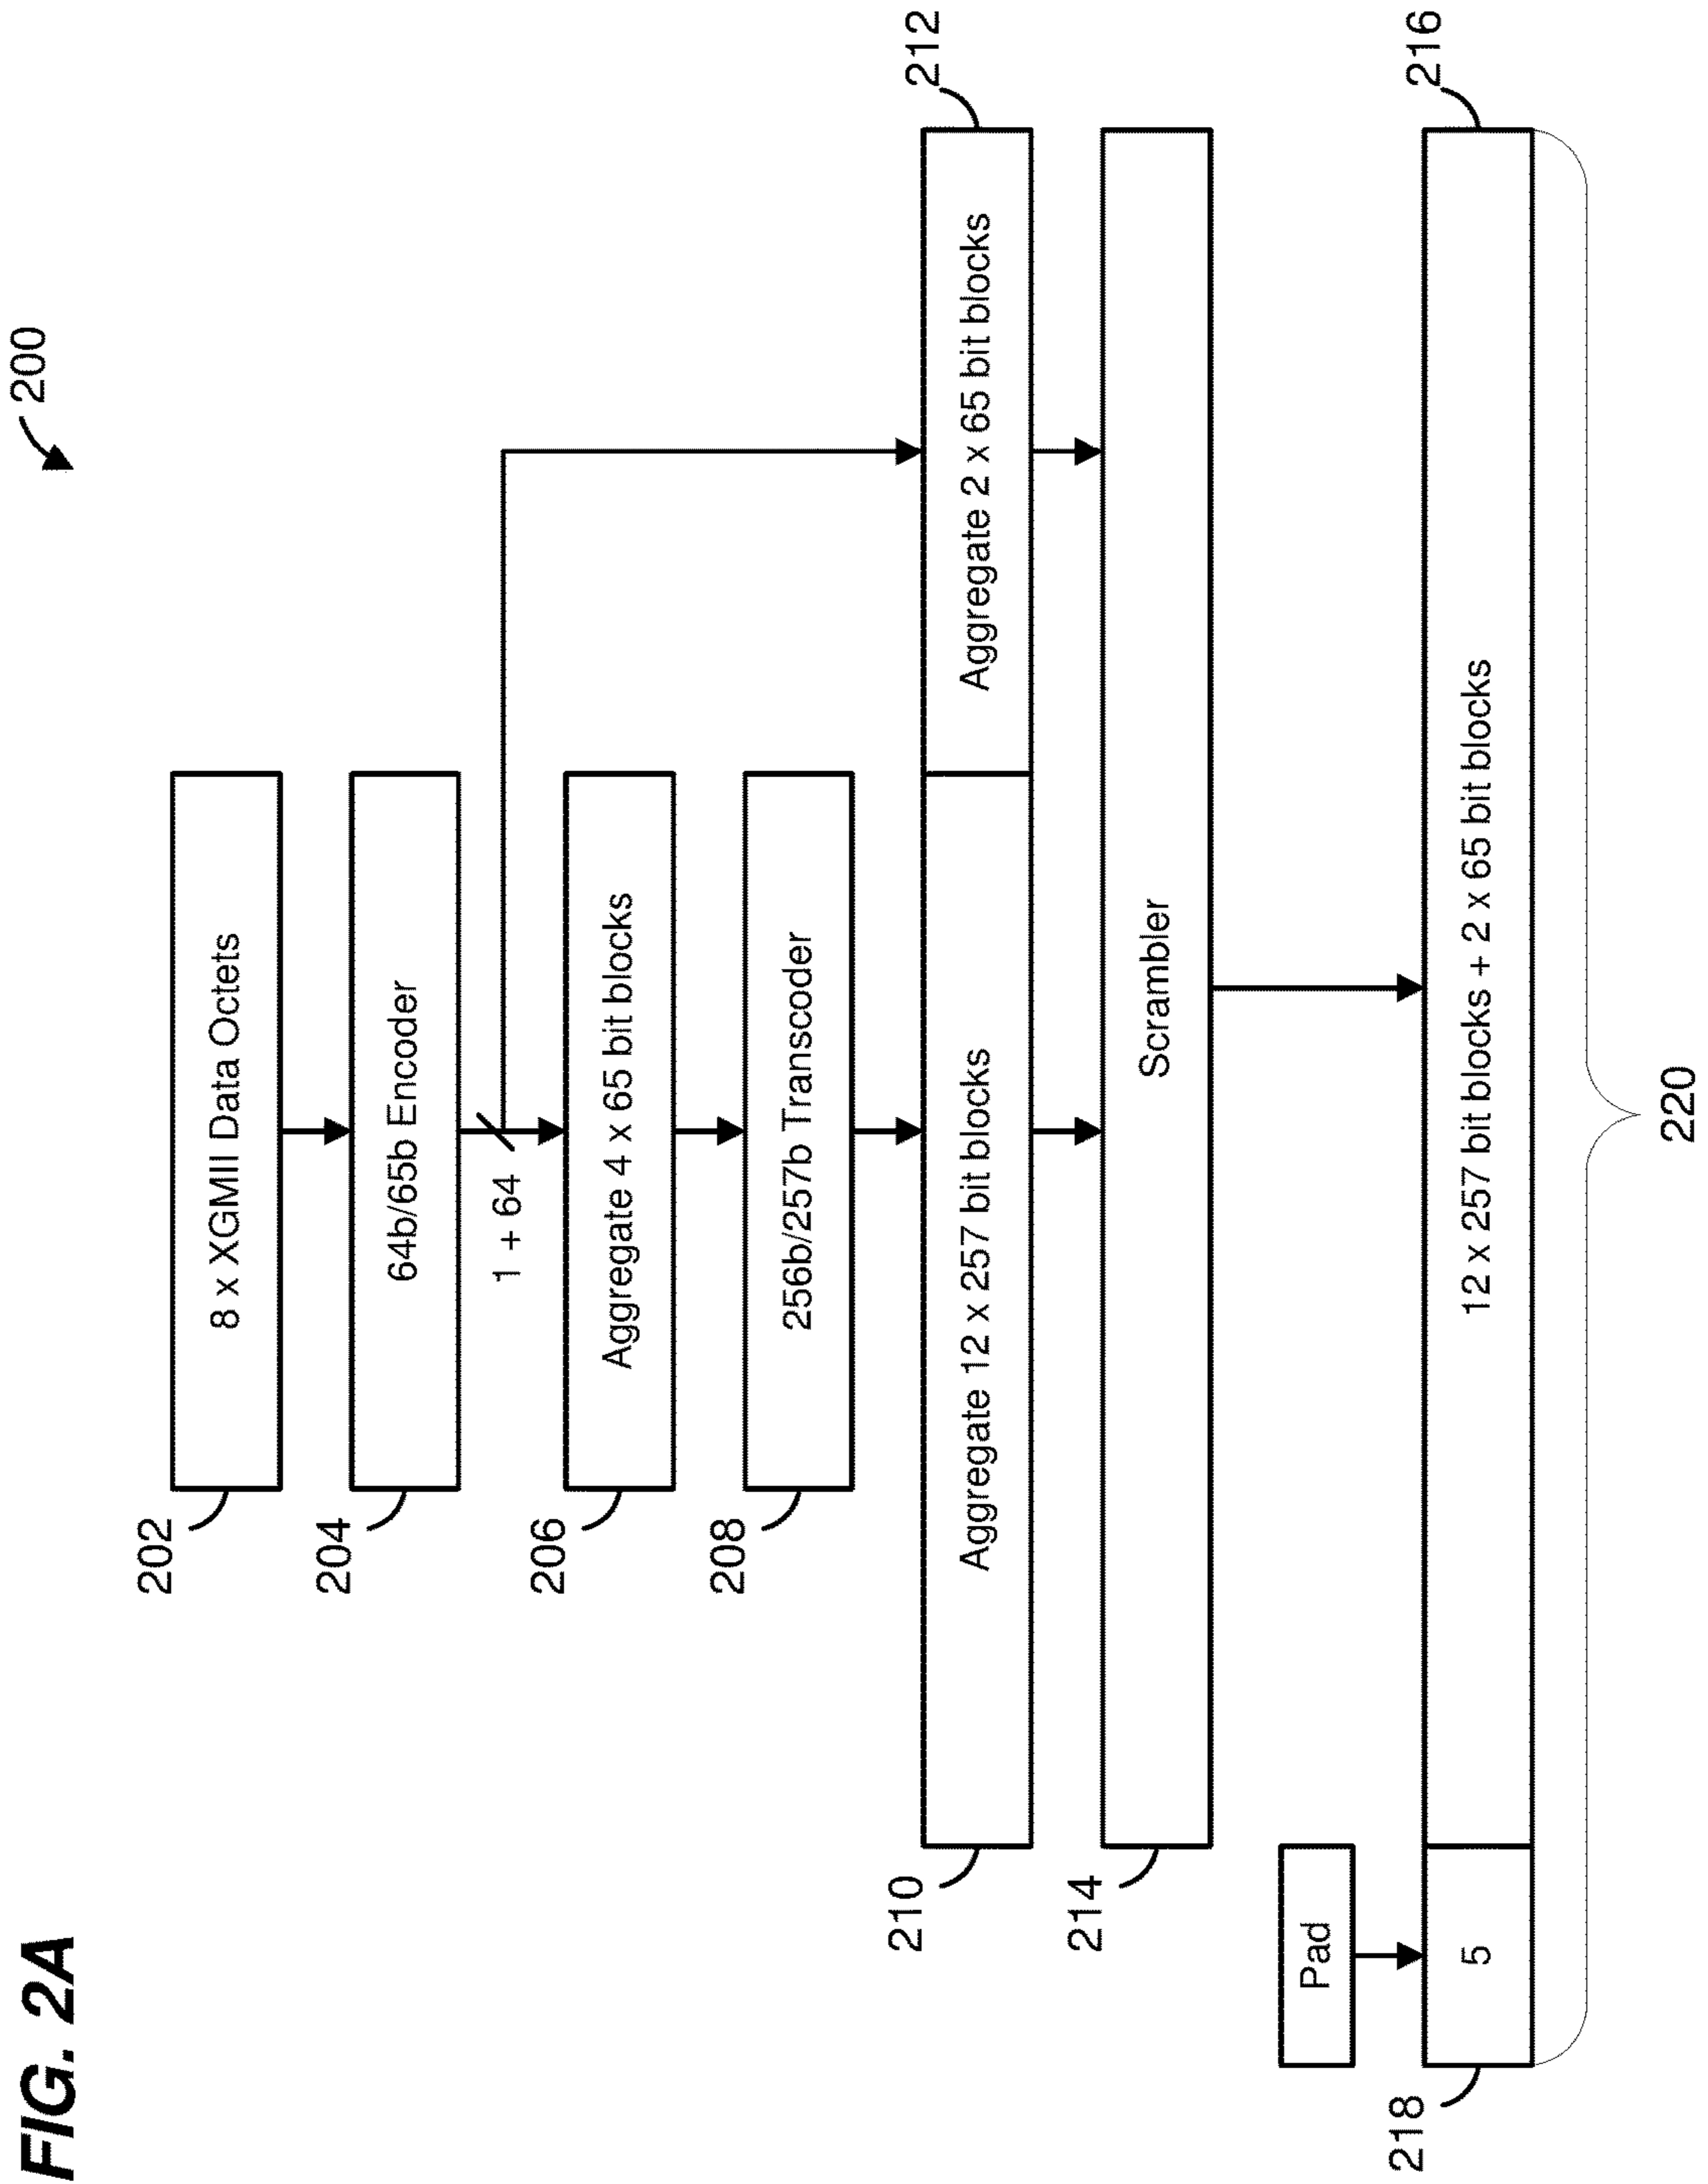 FIG. 2A
200
202
8 x XGMII Data Octets
204
64b/65b Encoder
1 + 64
206
Aggregate 4 x 65 bit blocks
208
256b/257b Transcoder
210
Aggregate 12 x 257 bit blocks
Aggregate 2 x 65 bit blocks
212
214
Scrambler
Pad
218
5
12 x 257 bit blocks + 2 x 65 bit blocks
216
220